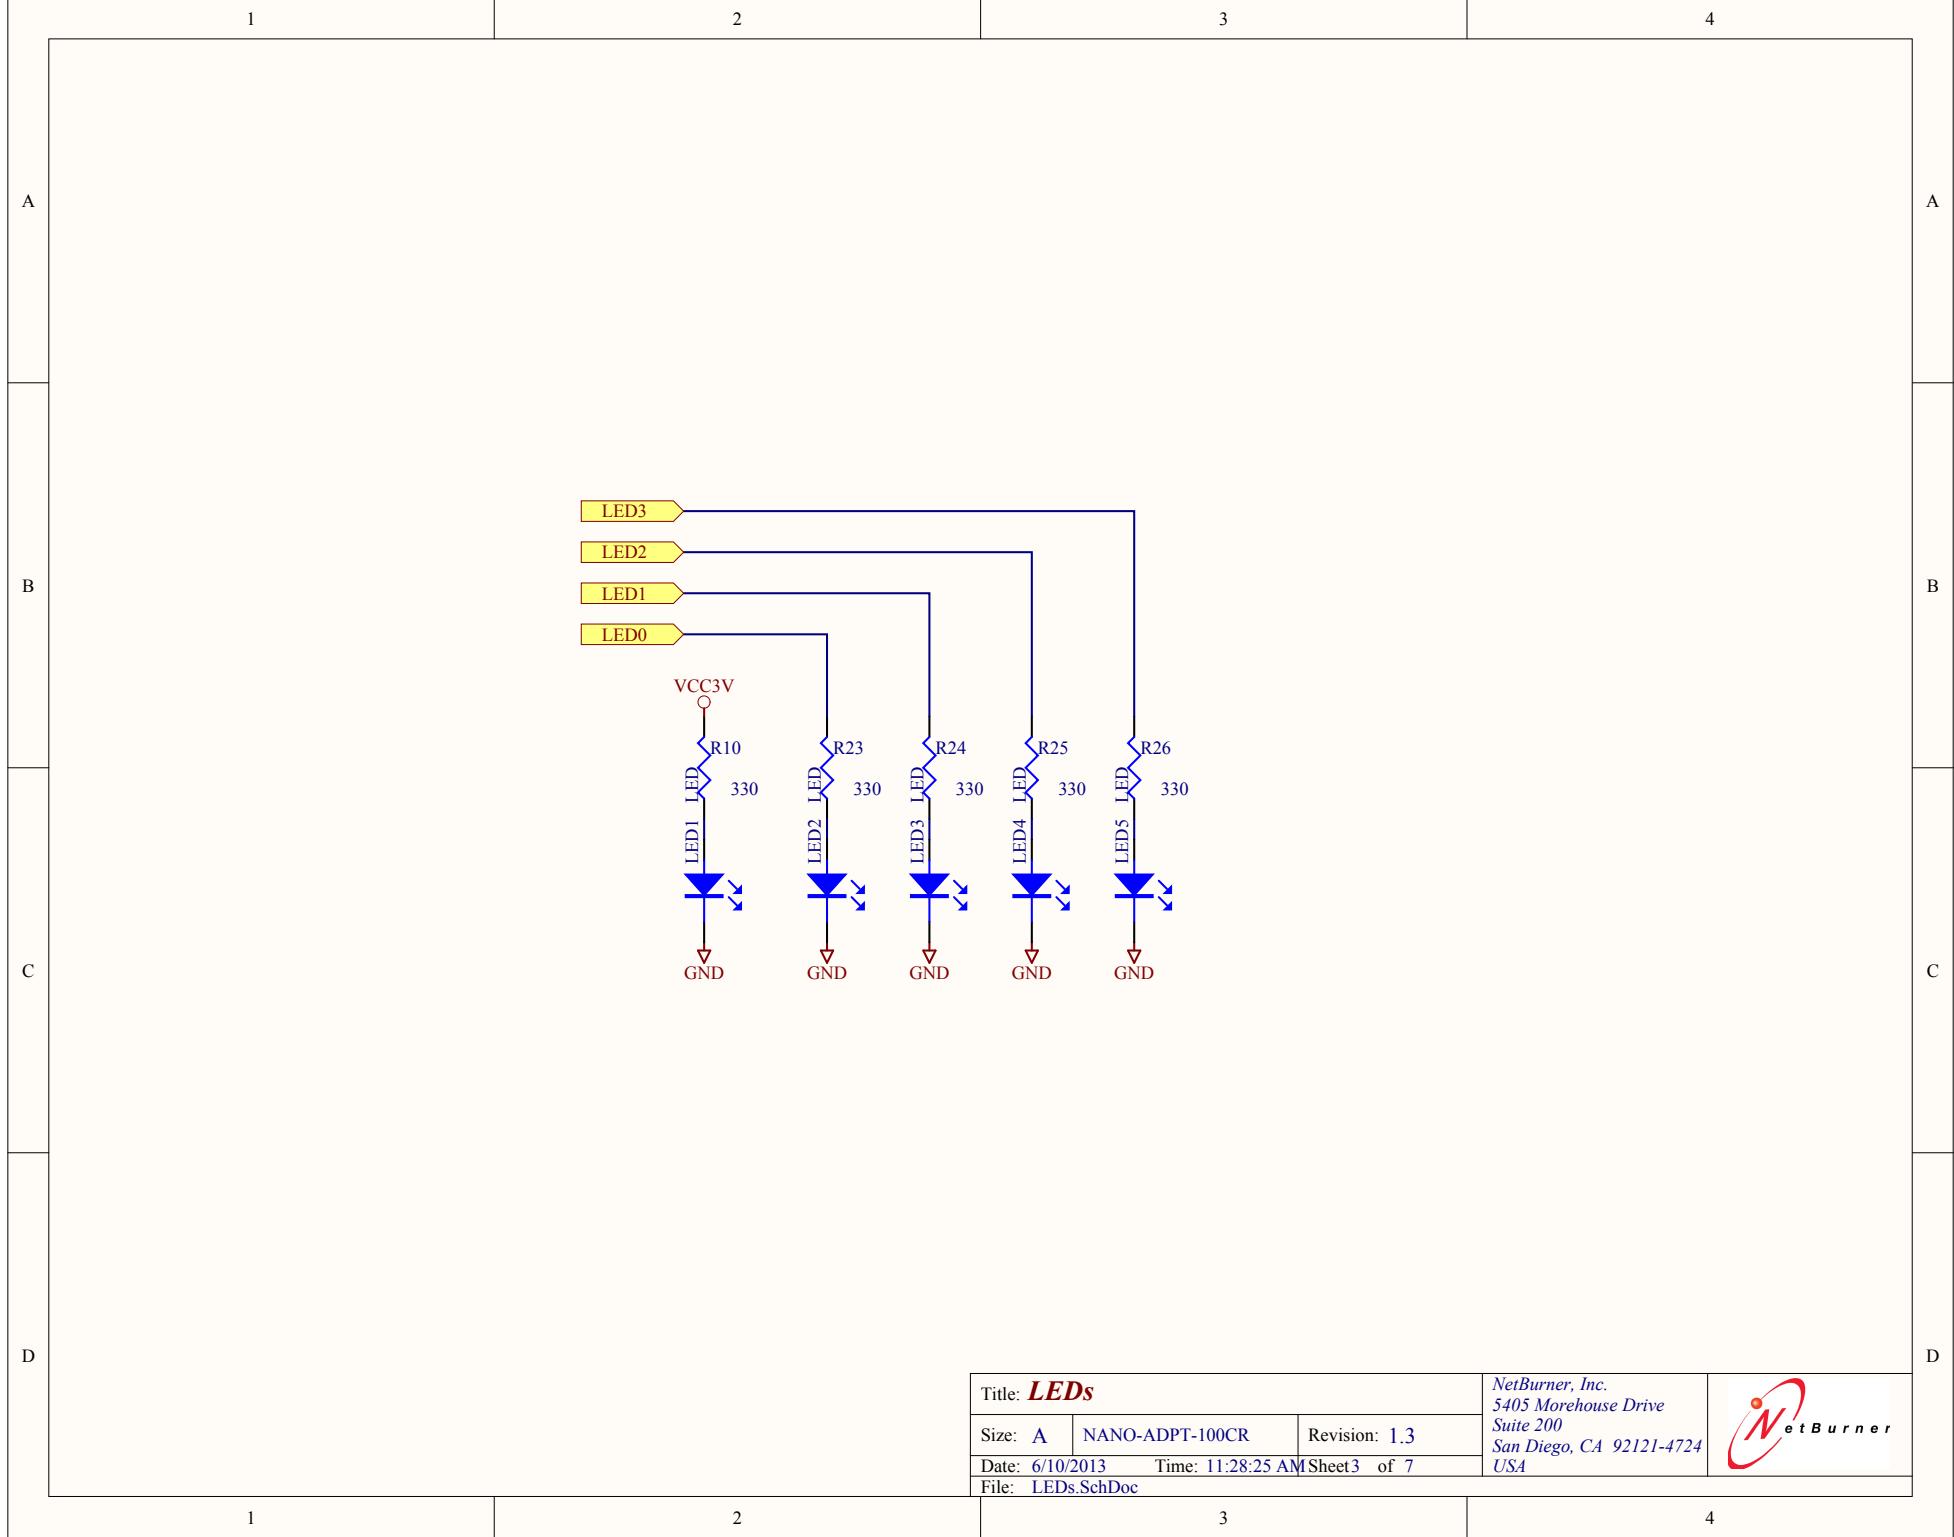 1 2 3 4
A A
LED3
LED2
B B
LED1
LED0
VCC3V
R10 R23 R24 R25 R26
LED LED LED LED LED
330 330 330 330 330
LED1 LED2 LED3 LED4 LED5
GND GND GND GND GND
C C
D D
Title: LEDs
Size: A NANO-ADPT-100CR Revision: 1.3
Date: 6/10/2013 Time: 11:28:25 AM Sheet3 of 7
File: LEDs.SchDoc
NetBurner, Inc.
5405 Morehouse Drive
Suite 200
San Diego, CA 92121-4724
USA
NetBurner
1 2 3 4